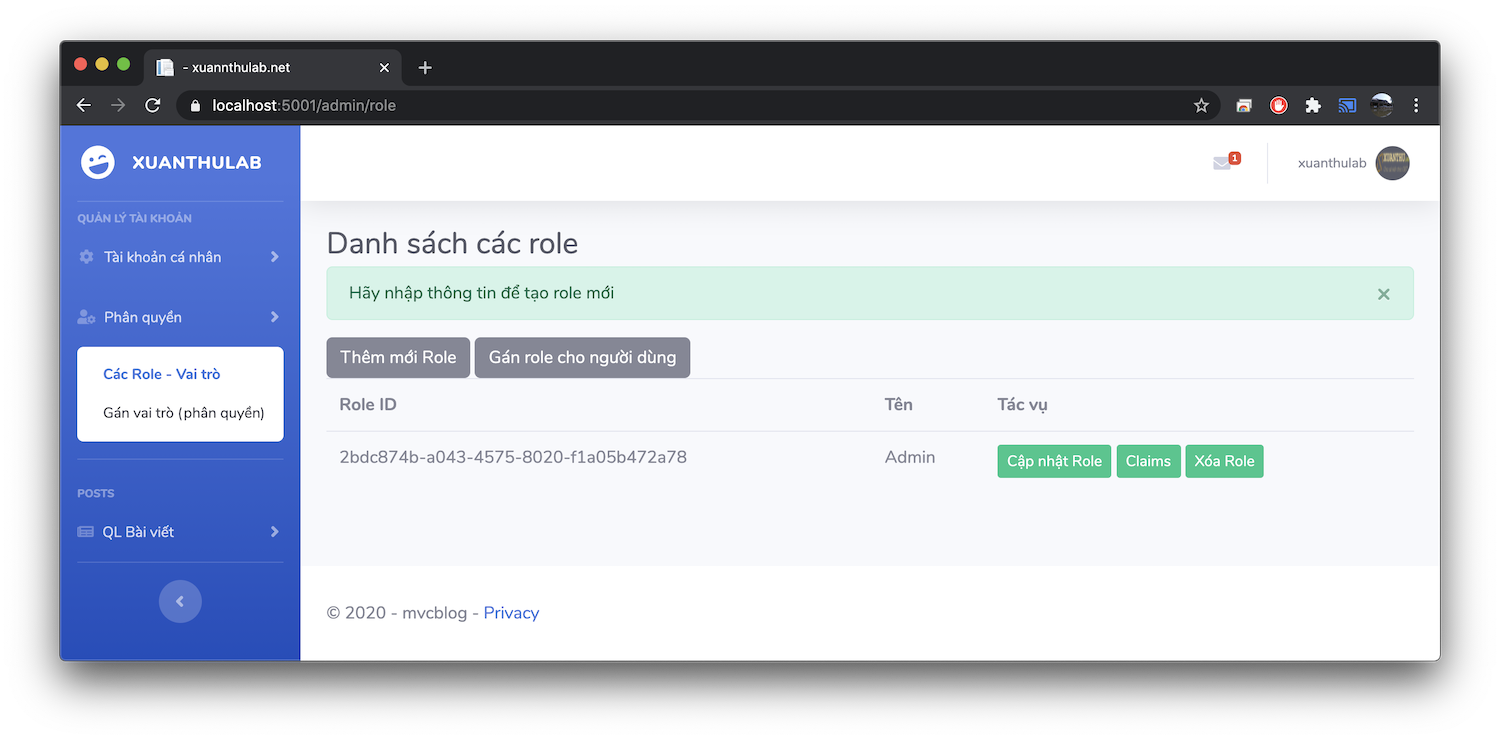 - xuannthulab.net
localhost:5001/admin/role
XUANTHULAB
1
xuanthulab
QUẢN LÝ TÀI KHOẢN
Tài khoản cá nhân
Phân quyền
Các Role - Vai trò
Gán vai trò (phân quyền)
POSTS
QL Bài viết
Danh sách các role
Hãy nhập thông tin để tạo role mới
Thêm mới Role Gán role cho người dùng
Role ID Tên Tác vụ
2bdc874b-a043-4575-8020-f1a05b472a78 Admin Cập nhật Role Claims Xóa Role
© 2020 - mvcblog - Privacy